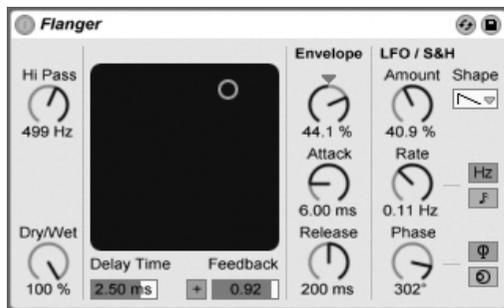 Flanger
Envelope
LFO / S&H
Hi Pass
499 Hz
44.1 %
Amount
40.9 %
Shape
Attack
6.00 ms
Rate
0.11 Hz
Hz
Dry/Wet
100 %
Delay Time
2.50 ms
+
Feedback
0.92
Release
200 ms
Phase
302°
Φ